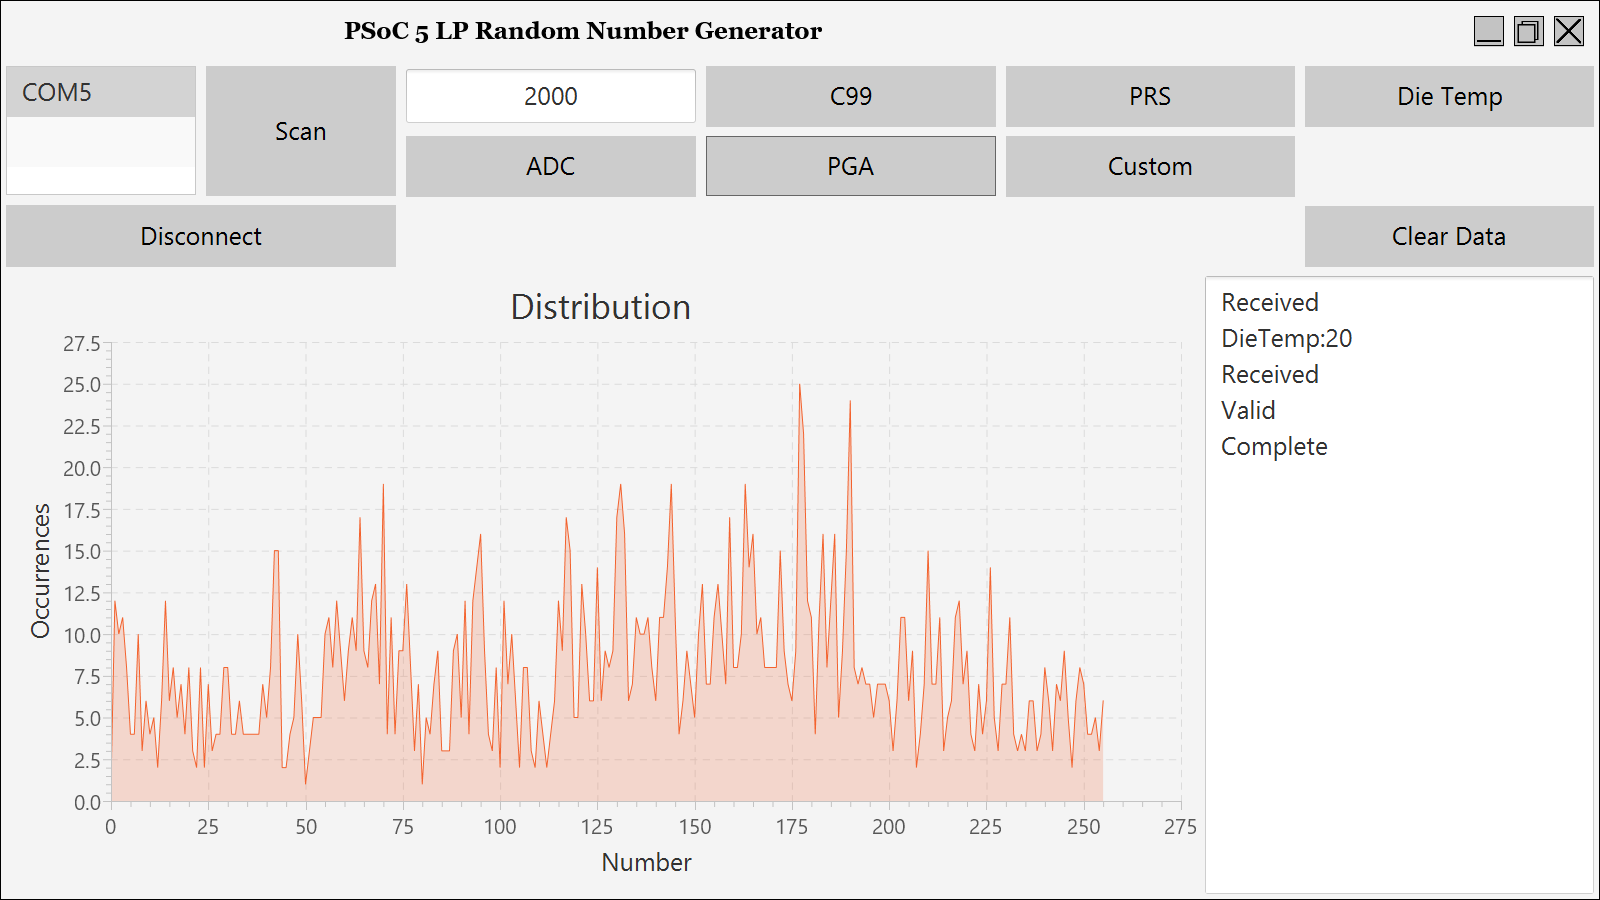 PSoC 5 LP Random Number Generator
COM5
Scan
2000
C99
PRS
Die Temp
ADC
PGA
Custom
Disconnect
Clear Data
Distribution
27.5
25.0
22.5
20.0
17.5
15.0
12.5
10.0
7.5
5.0
2.5
0.0
Occurrences
0 25 50 75 100 125 150 175 200 225 250 275
Number
Received
DieTemp:20
Received
Valid
Complete